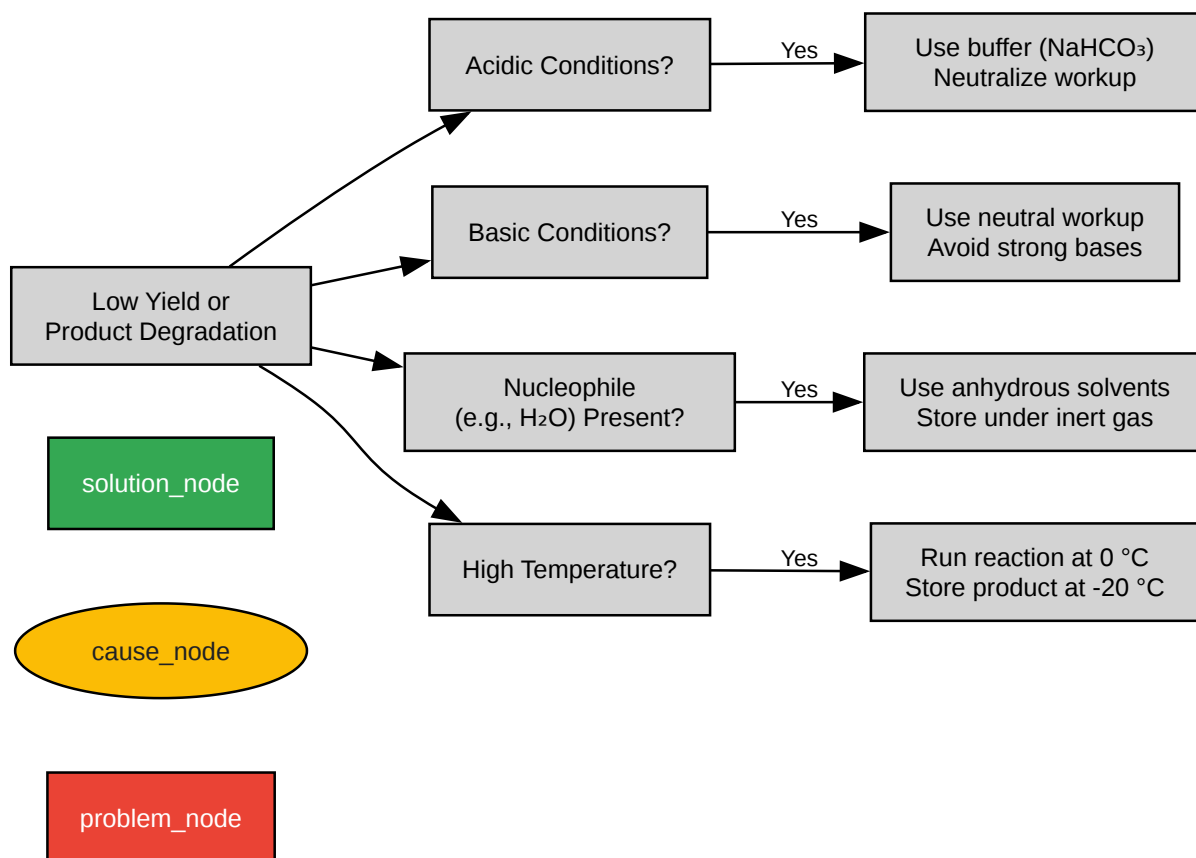 Acidic Conditions?
Yes
Use buffer (NaHCO₃)
Neutralize workup
Basic Conditions?
Yes
Use neutral workup
Avoid strong bases
Low Yield or
Product Degradation
Nucleophile
(e.g., H₂O) Present?
Yes
Use anhydrous solvents
Store under inert gas
High Temperature?
Yes
Run reaction at 0 °C
Store product at -20 °C
solution_node
cause_node
problem_node